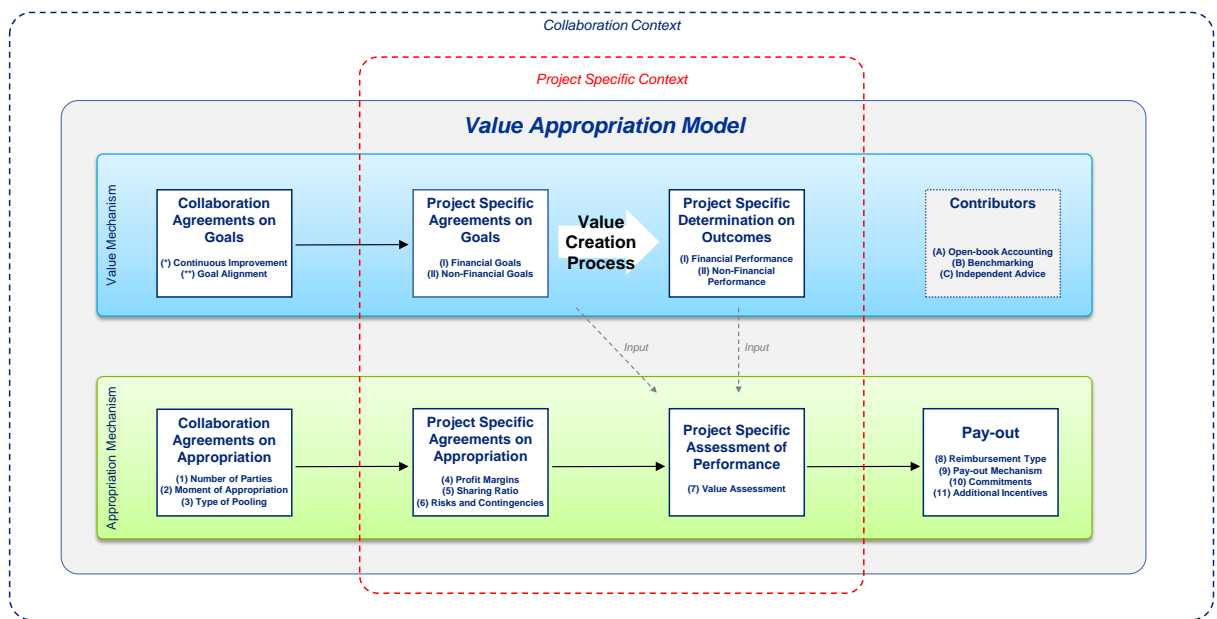 Collaboration Context
Project Specific Context
Value Appropriation Model
Value Mechanism
Collaboration
Agreements on
Goals
(*) Continuous Improvement
(**) Goal Alignment
Project Specific
Agreements on
Goals
(I) Financial Goals
(II) Non-Financial Goals
Value
Creation
Process
Project Specific
Determination on
Outcomes
(I) Financial Performance
(II) Non-Financial
Performance
Contributors
(A) Open-book Accounting
(B) Benchmarking
(C) Independent Advice
Input
Input
Appropriation Mechanism
Collaboration
Agreements on
Appropriation
(1) Number of Parties
(2) Moment of Appropriation
(3) Type of Pooling
Project Specific
Agreements on
Appropriation
(4) Profit Margins
(5) Sharing Ratio
(6) Risks and Contingencies
Project Specific
Assessment of
Performance
(7) Value Assessment
Pay-out
(8) Reimbursement Type
(9) Pay-out Mechanism
(10) Commitments
(11) Additional Incentives